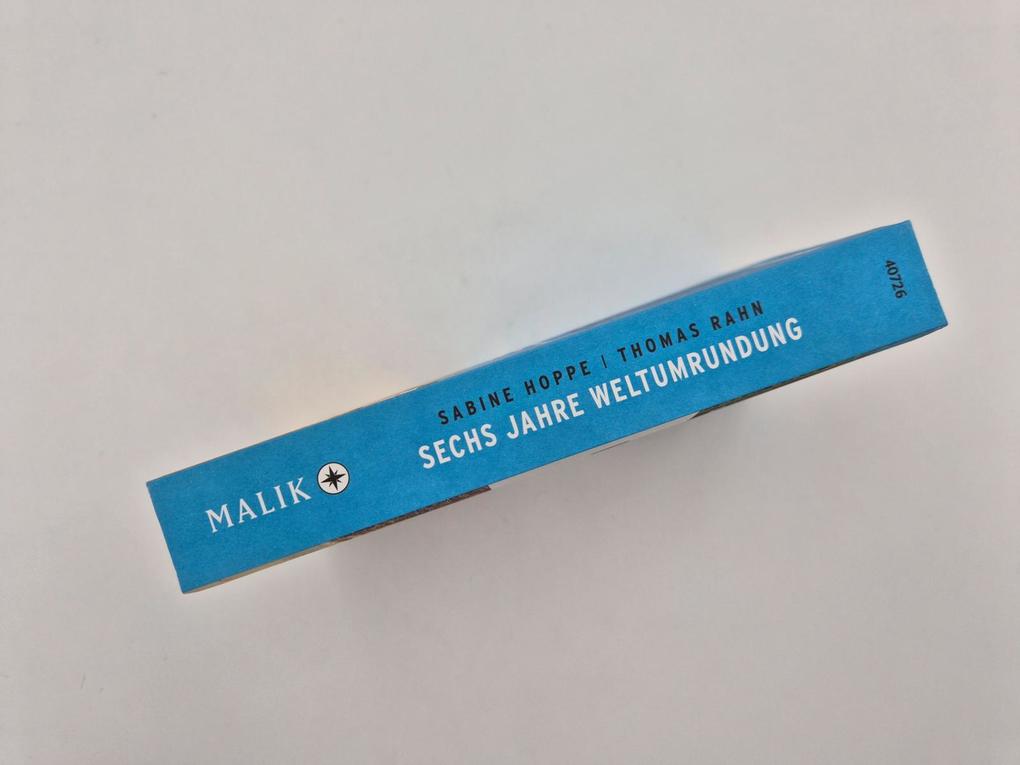 MALIK
SABINE HOPPE | THOMAS RAHN
SECHS JAHRE WELTUMRUNDUNG
40726